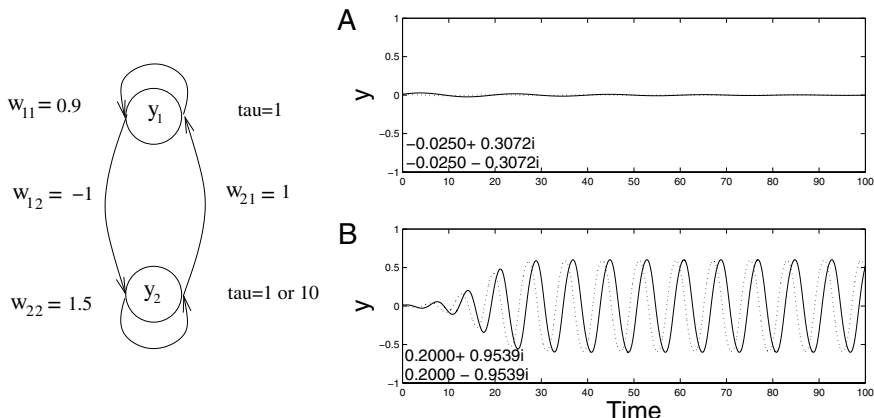 w11 = 0.9
y1
tau=1
w12 = −1
w21 = 1
w22 = 1.5
y2
tau=1 or 10
A
y
1
0.5
0
−0.5
−1
−0.0250+ 0.3072i
−0.0250 − 0.3072i
0 10 20 30 40 50 60 70 80 90 100
B
y
1
0.5
0
−0.5
−1
0.2000+ 0.9539i
0.2000 − 0.9539i
0 10 20 30 40 50 60 70 80 90 100
Time